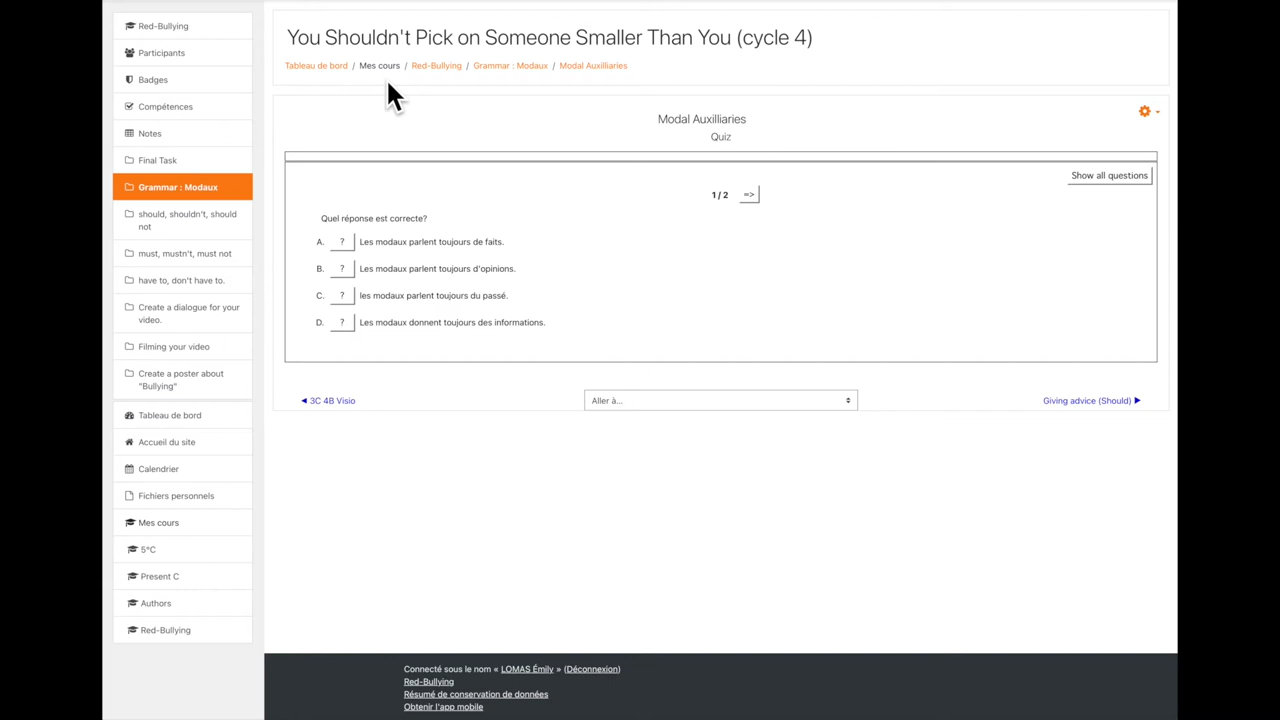 Red-Bullying
Participants
Badges
Compétences
Notes
Final Task
Grammar : Modaux
should, shouldn't, should
not
must, mustn't, must not
have to, don't have to.
Create a dialogue for your
video.
Filming your video
Create a poster about
"Bullying"
Tableau de bord
Accueil du site
Calendrier
Fichiers personnels
Mes cours
5°C
Present C
Authors
Red-Bullying
You Shouldn't Pick on Someone Smaller Than You (cycle 4)
Tableau de bord / Mes cours / Red-Bullying / Grammar : Modaux / Modal Auxilliaries
Modal Auxilliaries
Quiz
Show all questions
1 / 2 =>
Quel réponse est correcte?
A. ? Les modaux parlent toujours de faits.
B. ? Les modaux parlent toujours d'opinions.
C. ? les modaux parlent toujours du passé.
D. ? Les modaux donnent toujours des informations.
◄ 3C 4B Visio
Aller à...
Giving advice (Should) ►
Connecté sous le nom « LOMAS Émily » (Déconnexion)
Red-Bullying
Résumé de conservation de données
Obtenir l'app mobile